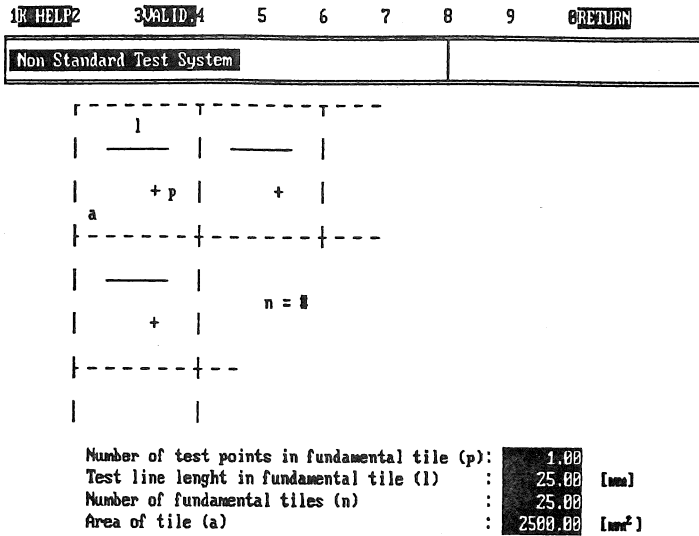 1K HELP2 3VALID.4 5 6 7 8 9 0RETURN
Non Standard Test System
l
+ p +
a
+
n = #
Number of test points in fundamental tile (p): 1.00
Test line lenght in fundamental tile (l) : 25.00 [mm]
Number of fundamental tiles (n) : 25.00
Area of tile (a) : 2500.00 [mm²]